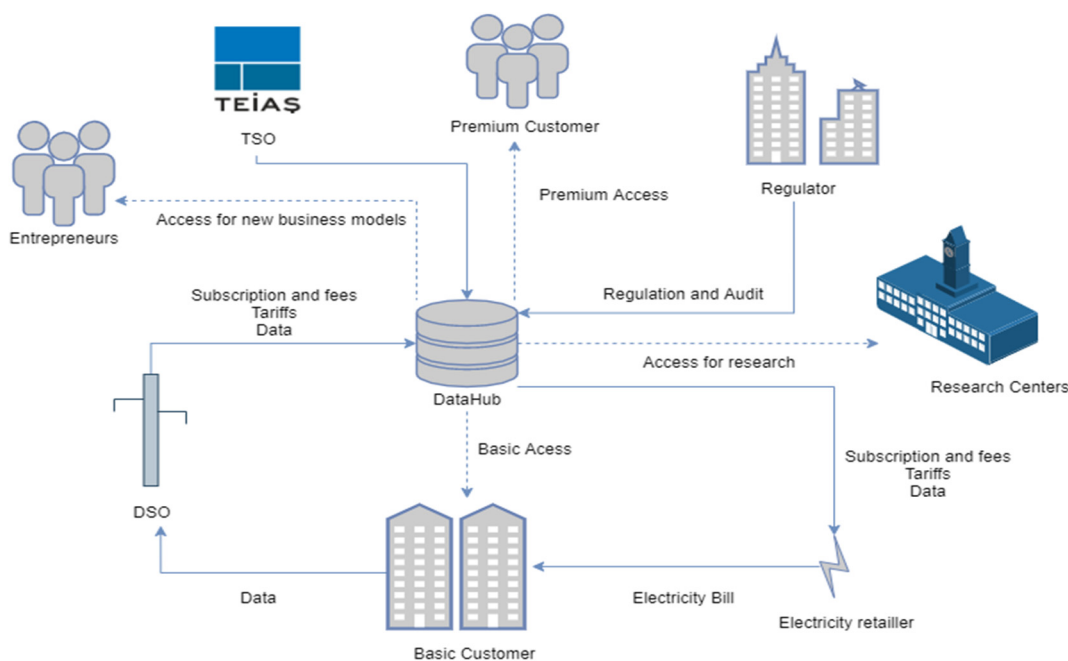 TEİAŞ
TSO
Premium Customer
Regulator
Entrepreneurs
Access for new business models
Premium Access
Subscription and fees
Tariffs
Data
Regulation and Audit
Access for research
Research Centers
DataHub
Basic Acess
Subscription and fees
Tariffs
Data
DSO
Data
Electricity Bill
Electricity retailler
Basic Customer